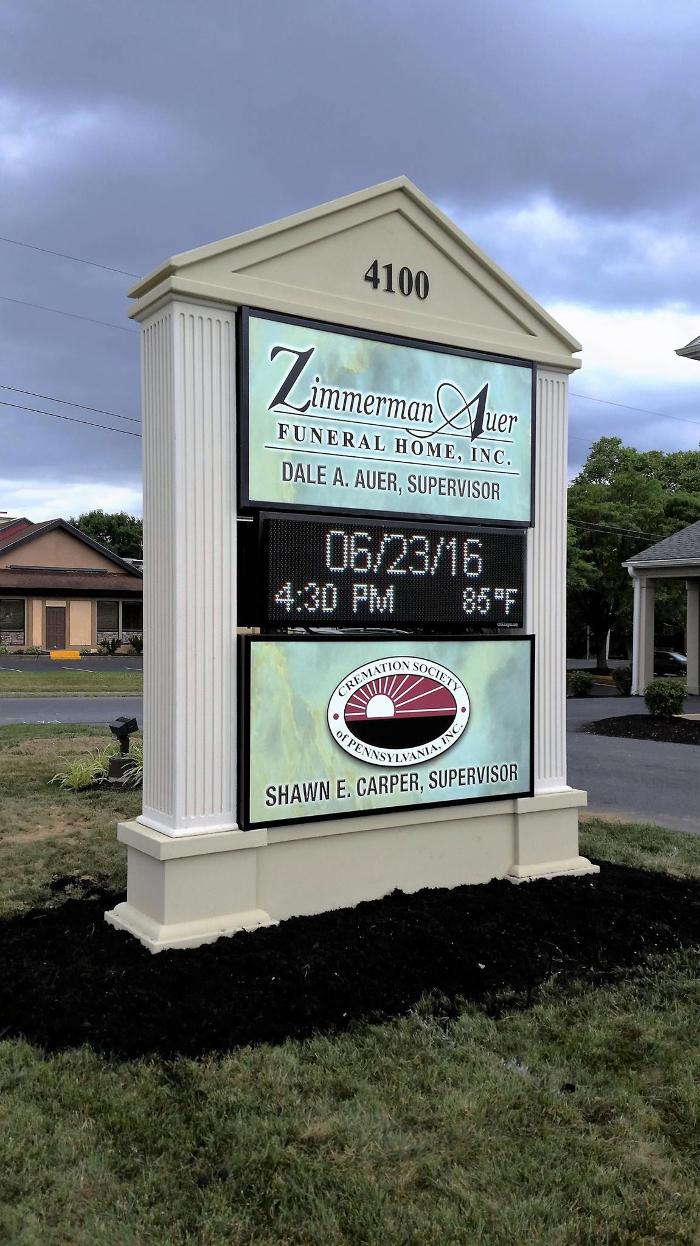 4100
Zimmerman Auer
FUNERAL HOME, INC.
DALE A. AUER, SUPERVISOR
06/23/16
4:30 PM 85°F
CREMATION SOCIETY
of PENNSYLVANIA, INC.
SHAWN E. CARPER, SUPERVISOR